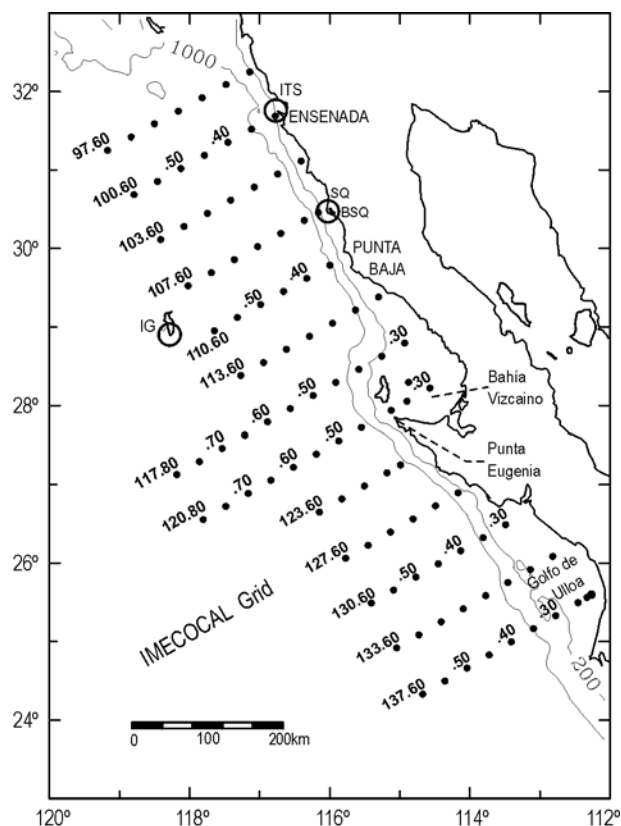 1000
32º
ITS
ENSENADA
97.60
.50
.40
100.60
SQ
BSQ
30º
103.60
PUNTA
BAJA
107.60
.40
.50
IG
110.60
.30
113.60
28º
.30
Bahía
Vizcaino
.60
.50
.70
117.80
.60
Punta
Eugenia
.70
120.80
123.60
.30
127.60
.40
26º
.50
Golfo de
Ulloa
130.60
IMECOCAL Grid
.30
133.60
.40
.50
137.60
200
24º
0
100
200km
120º
118º
116º
114º
112º